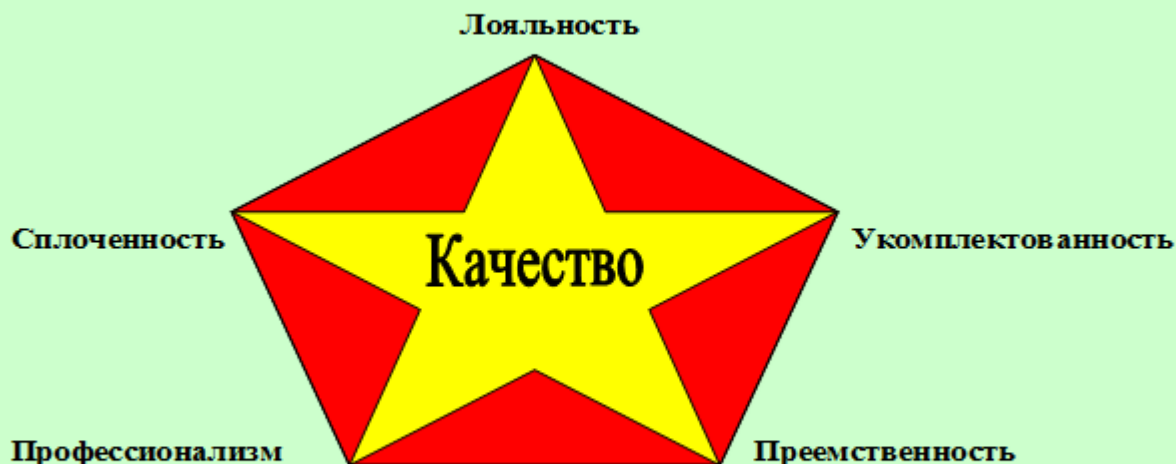 Лояльность
Сплоченность
Качество
Укомплектованность
Профессионализм
Преемственность